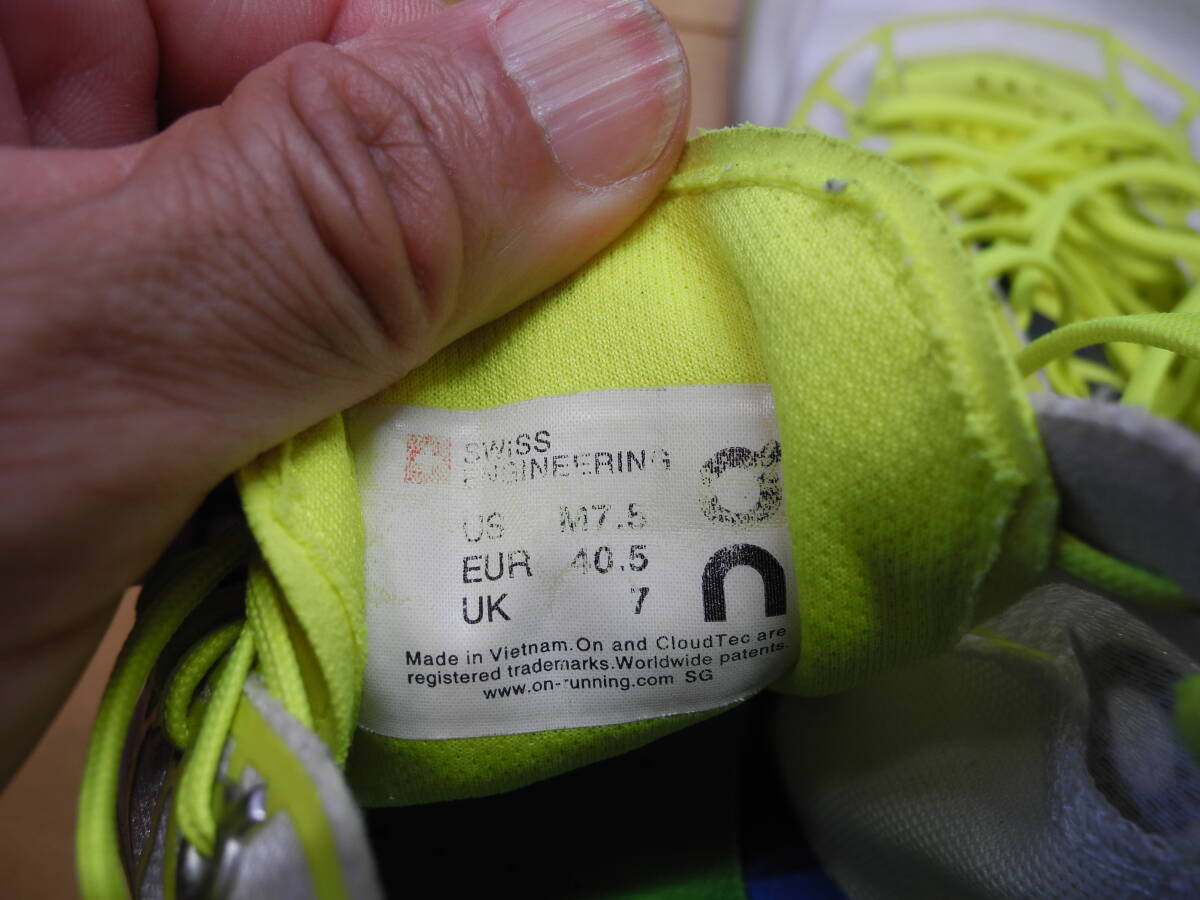 SWiSS
ENGINEERING
US M7.5
EUR 40.5
UK 7
Made in Vietnam.On and CloudTec are
registered trademarks.Worldwide patents.
www.on-running.com SG